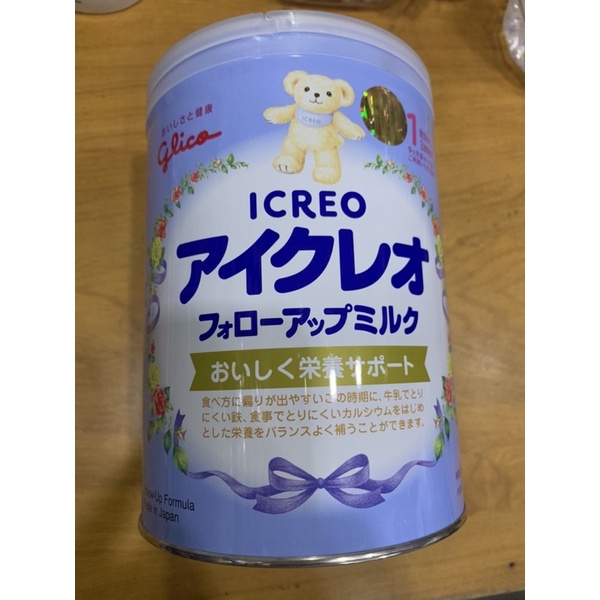 おいしさと健康
glico
ICREO
1
ICREO
アイクレオ
フォローアップミルク
おいしく栄養サポート
食べ方に偏りが出やすいこの時期に、牛乳でとり
にくい鉄、食事でとりにくいカルシウムをはじめ
とした栄養をバランスよく補うことができます。
Formula
Japan